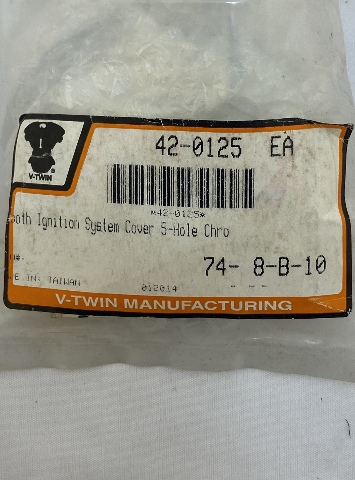 42-0125 EA
V-TWIN
®
*42-0125*
ooth Ignition System Cover 5-Hole Chro
74- 8-B-10
E IN: TAIWAN
012014
V-TWIN MANUFACTURING